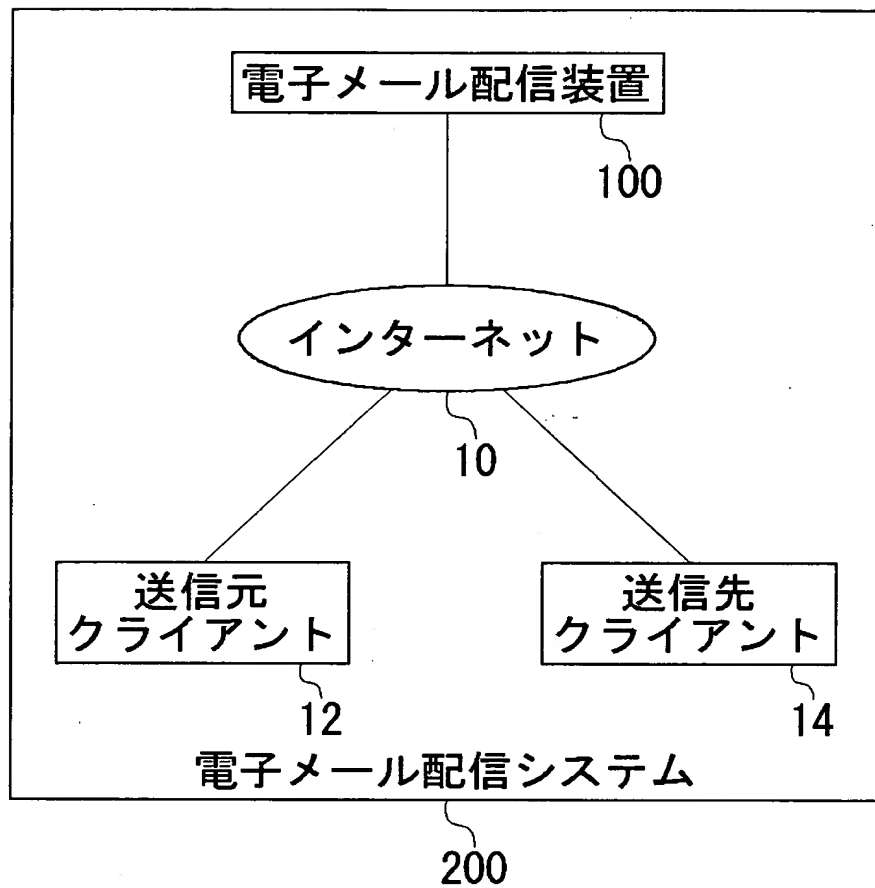 電子メール配信装置
100
インターネット
10
送信元
クライアント
12
送信先
クライアント
14
電子メール配信システム
200